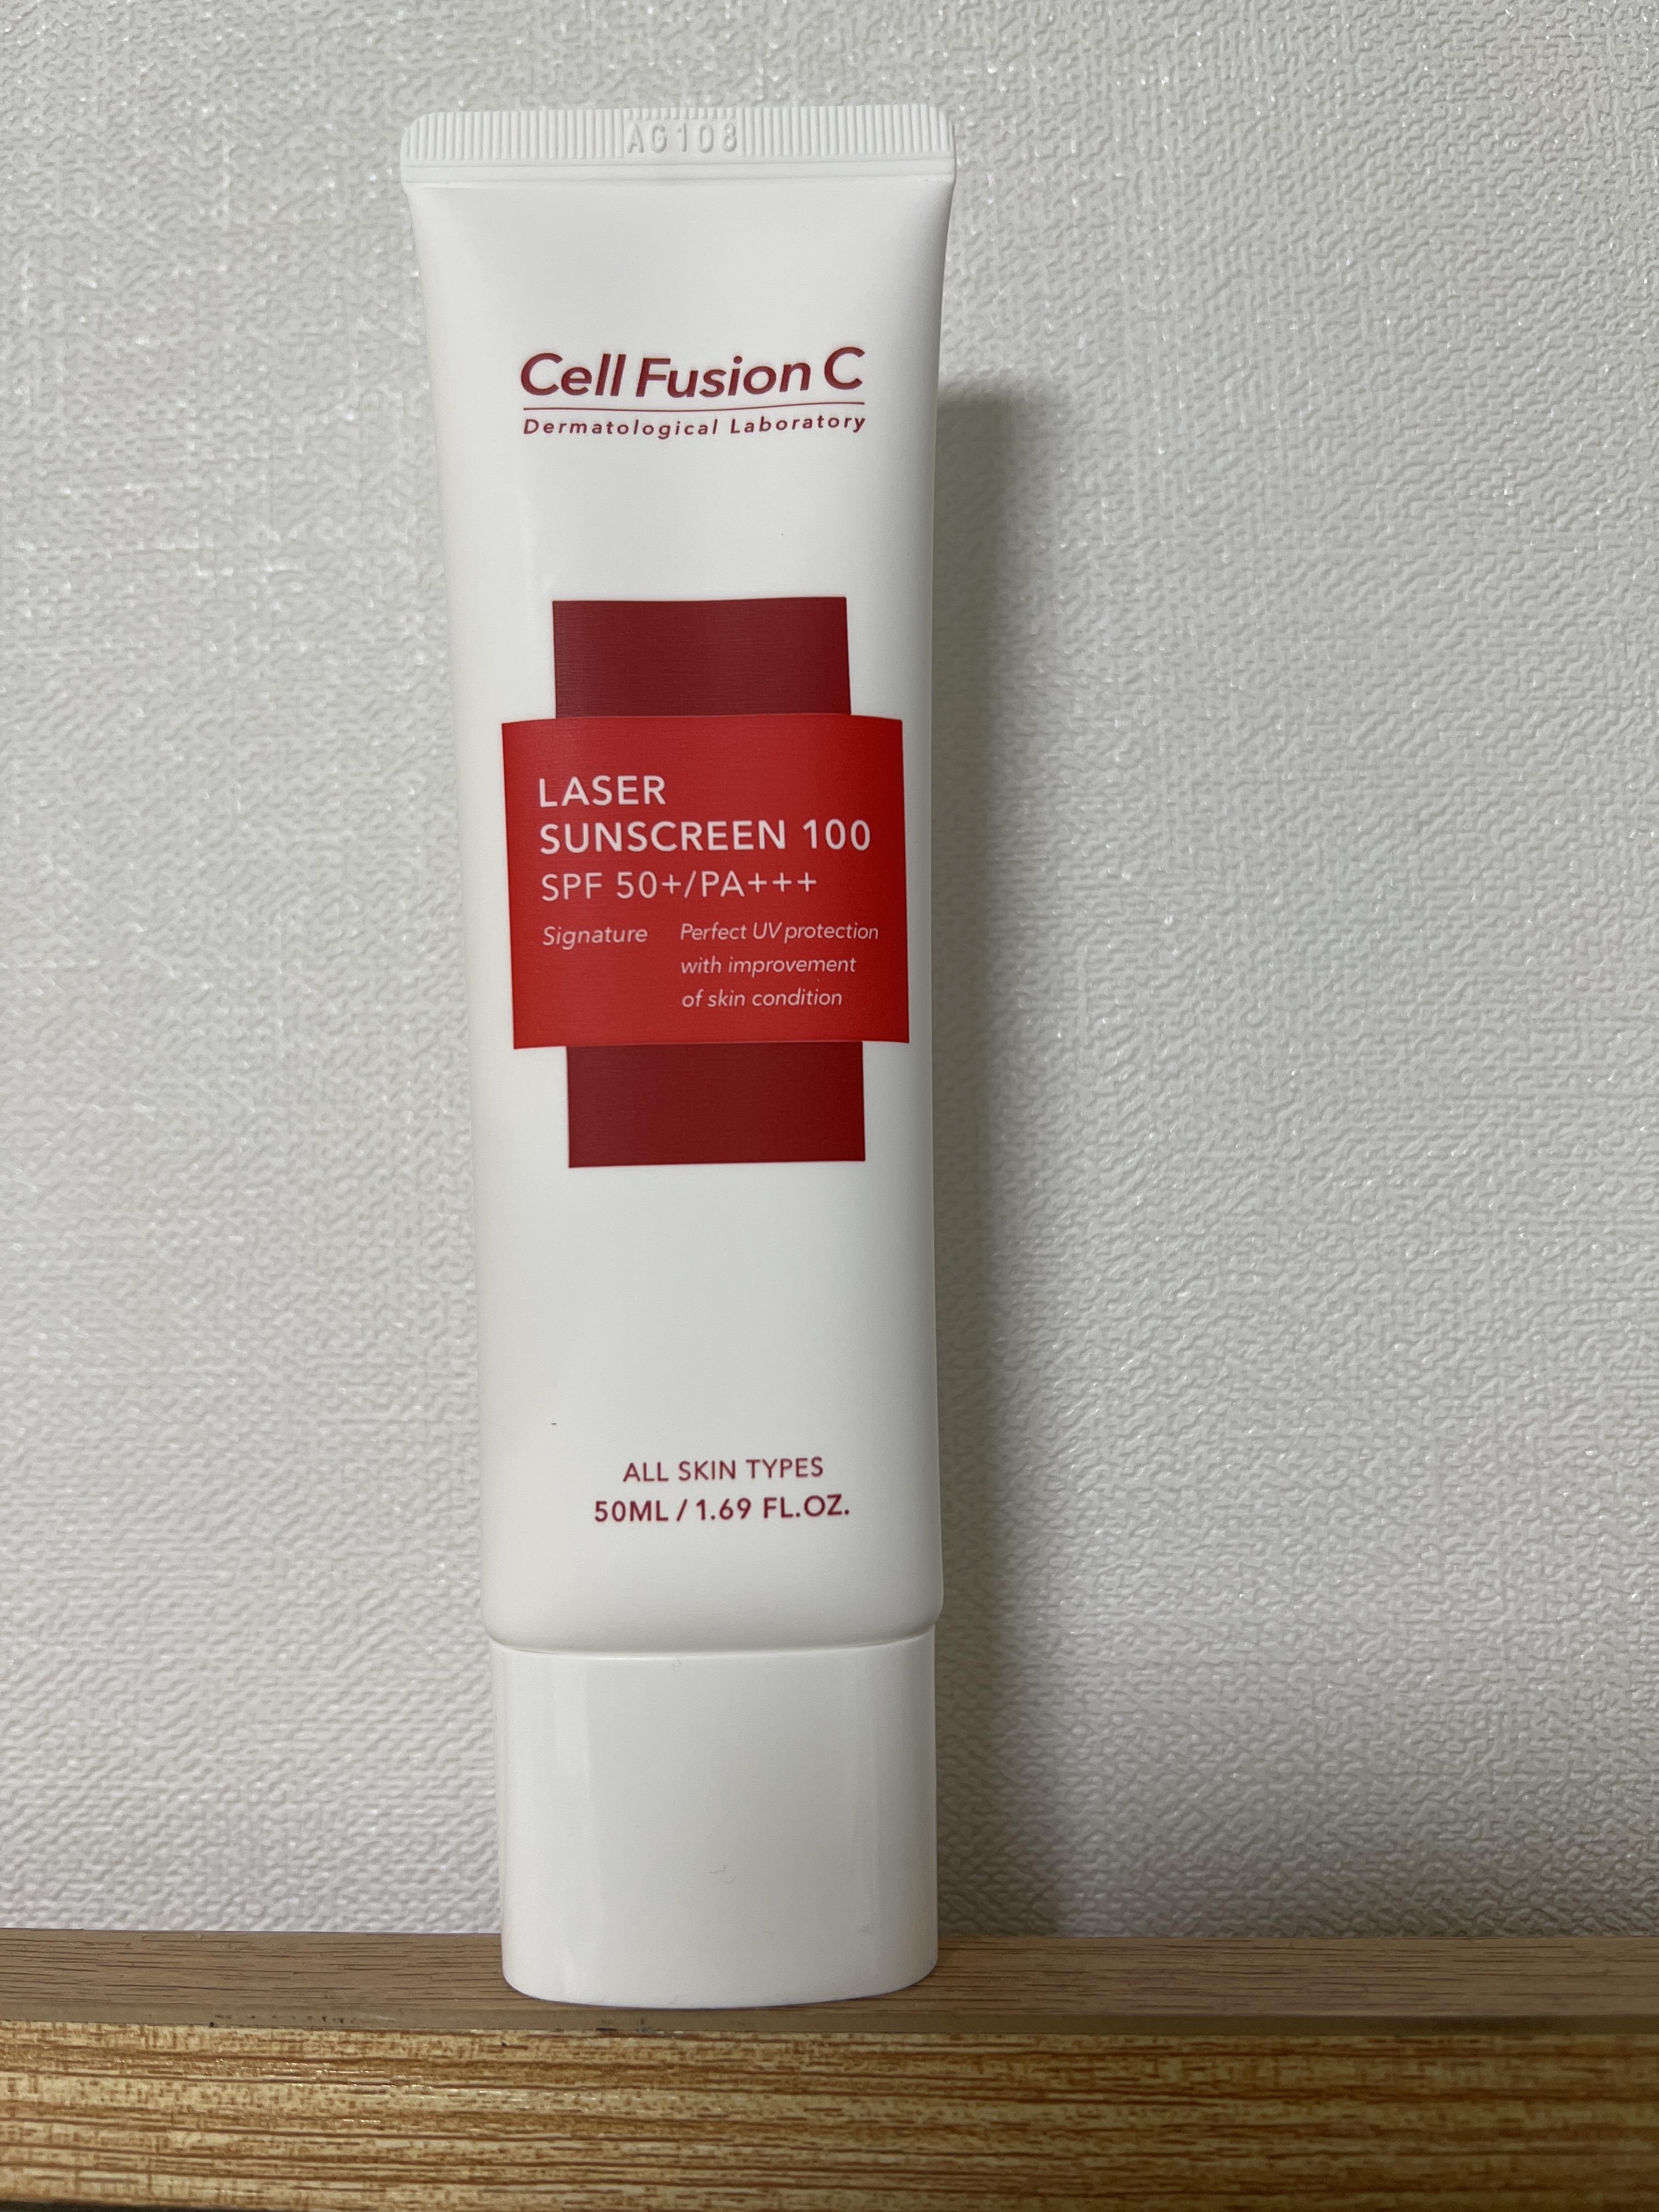 AG108
Cell Fusion C
Dermatological Laboratory
LASER
SUNSCREEN 100
SPF 50+/PA+++
Signature
Perfect UV protection
with improvement
of skin condition
ALL SKIN TYPES
50ML / 1.69 FL.OZ.